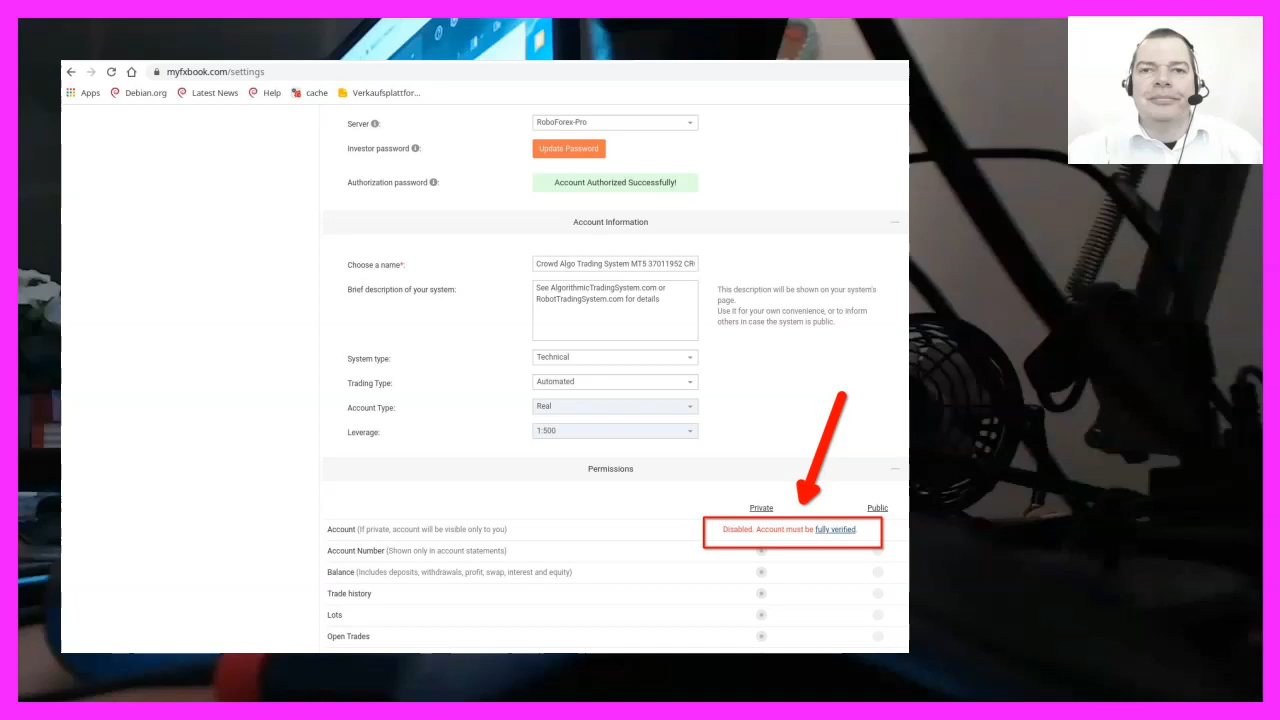 myfxbook.com/settings
Apps Debian.org Latest News Help cache Verkaufsplattfor...
Server : RoboForex-Pro
Investor password : Update Password
Authorization password : Account Authorized Successfully!
Account Information
Choose a name*: Crowd Algo Trading System MT5 37011952 CR
Brief description of your system: See AlgorithmicTradingSystem.com or
RobotTradingSystem.com for details
This description will be shown on your system's
page.
Use it for your own convenience, or to inform
others in case the system is public.
System type: Technical
Trading Type: Automated
Account Type: Real
Leverage: 1:500
Permissions
Private Public
Account (If private, account will be visible only to you) Disabled. Account must be fully verified.
Account Number (Shown only in account statements)
Balance (Includes deposits, withdrawals, profit, swap, interest and equity)
Trade history
Lots
Open Trades